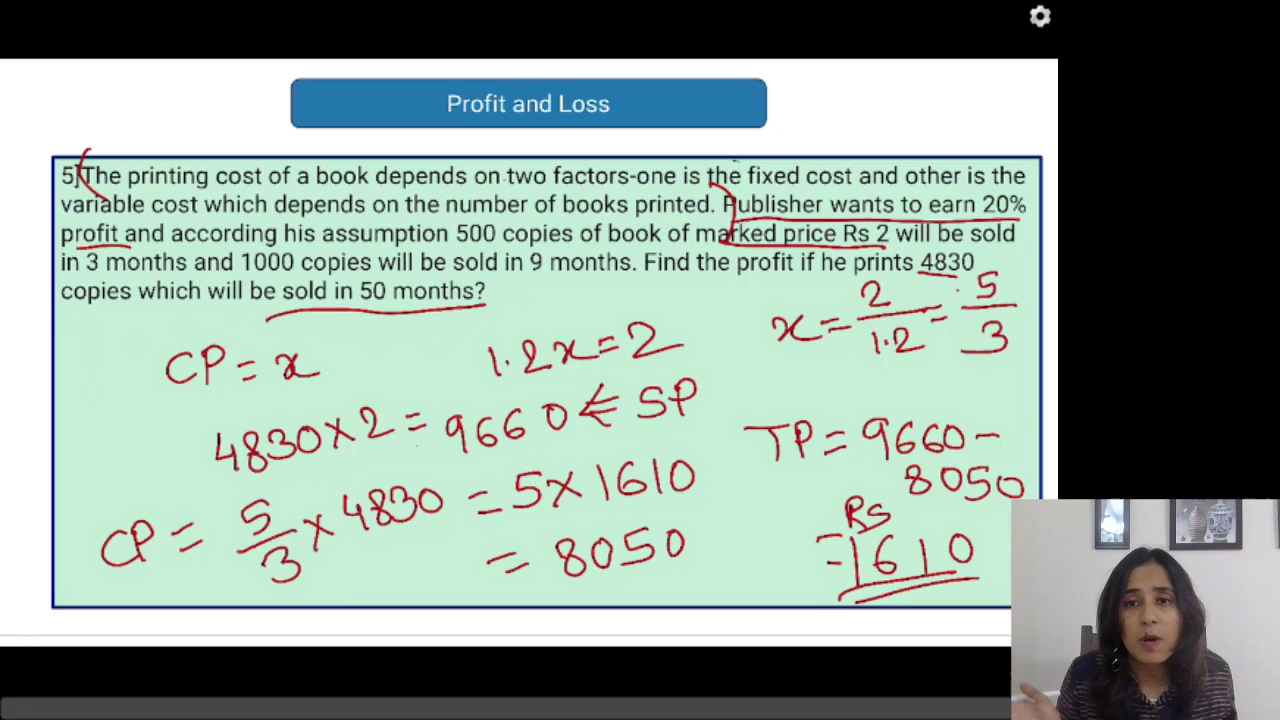 Profit and Loss
5]The printing cost of a book depends on two factors-one is the fixed cost and other is the
variable cost which depends on the number of books printed. Publisher wants to earn 20%
profit and according his assumption 500 copies of book of marked price Rs 2 will be sold
in 3 months and 1000 copies will be sold in 9 months. Find the profit if he prints 4830
copies which will be sold in 50 months?
CP = x
1.2x = 2
x = 2/1.2 = 5/3
4830 × 2 = 9660 ← SP
CP = 5/3 × 4830 = 5 × 1610
= 8050
TP = 9660 -
8050
Rs
= 1610